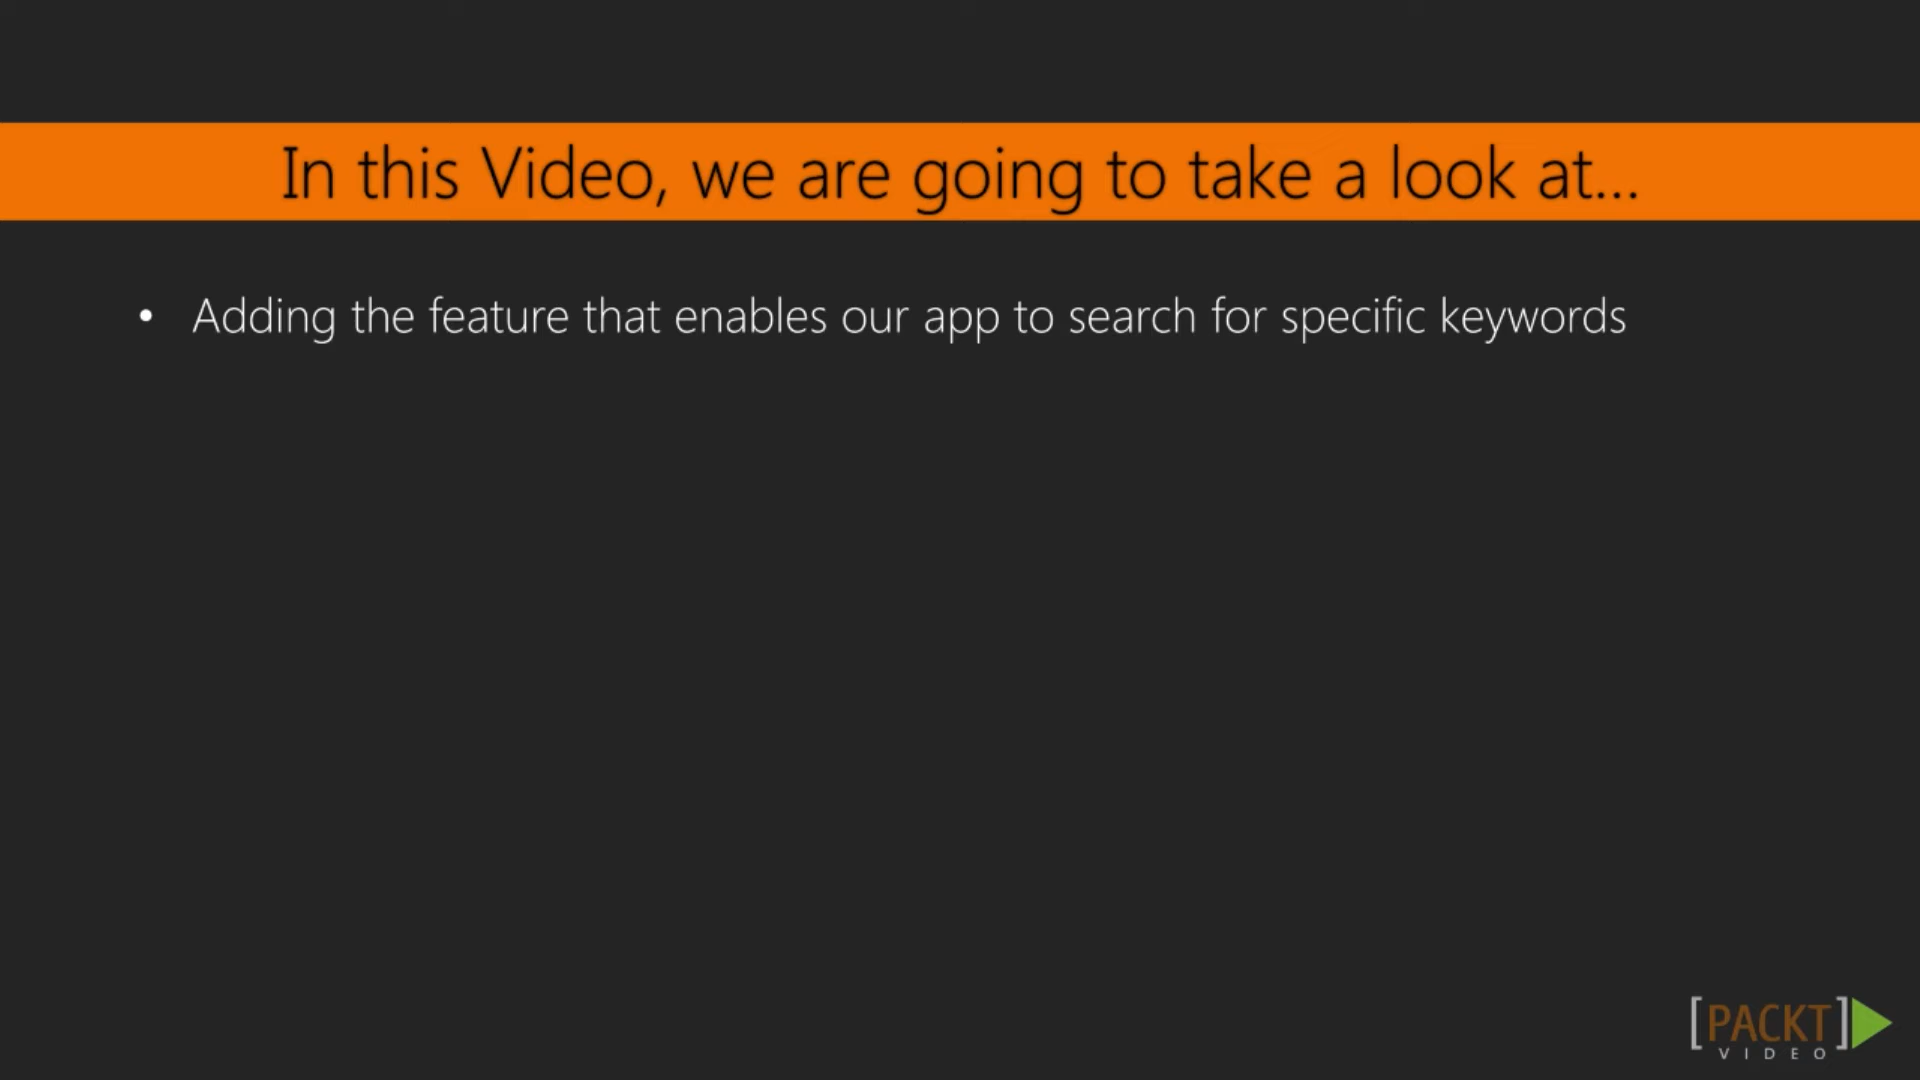 In this Video, we are going to take a look at...
• Adding the feature that enables our app to search for specific keywords
[PACKT]
VIDEO